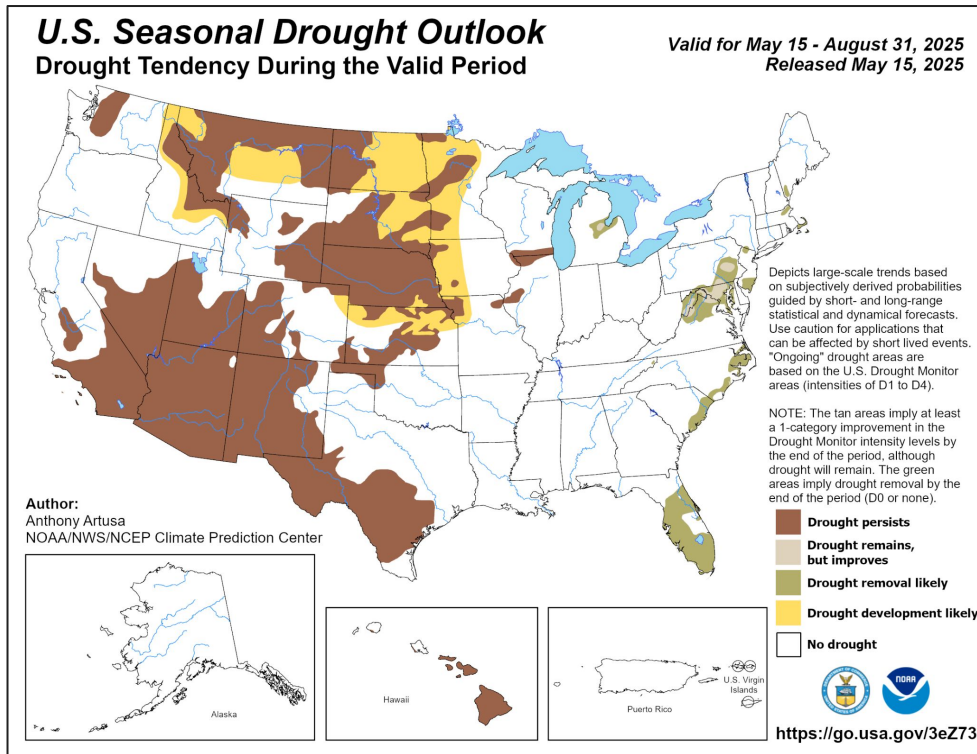 U.S. Seasonal Drought Outlook
Drought Tendency During the Valid Period
Valid for May 15 - August 31, 2025
Released May 15, 2025
Depicts large-scale trends based
on subjectively derived probabilities
guided by short- and long-range
statistical and dynamical forecasts.
Use caution for applications that
can be affected by short lived events.
"Ongoing" drought areas are
based on the U.S. Drought Monitor
areas (intensities of D1 to D4).
NOTE: The tan areas imply at least
a 1-category improvement in the
Drought Monitor intensity levels by
the end of the period, although
drought will remain. The green
areas imply drought removal by the
end of the period (D0 or none).
Author:
Anthony Artusa
NOAA/NWS/NCEP Climate Prediction Center
Drought persists
Drought remains,
but improves
Drought removal likely
Drought development likely
No drought
Alaska
Hawaii
Puerto Rico
U.S. Virgin
Islands
NOAA
https://go.usa.gov/3eZ73